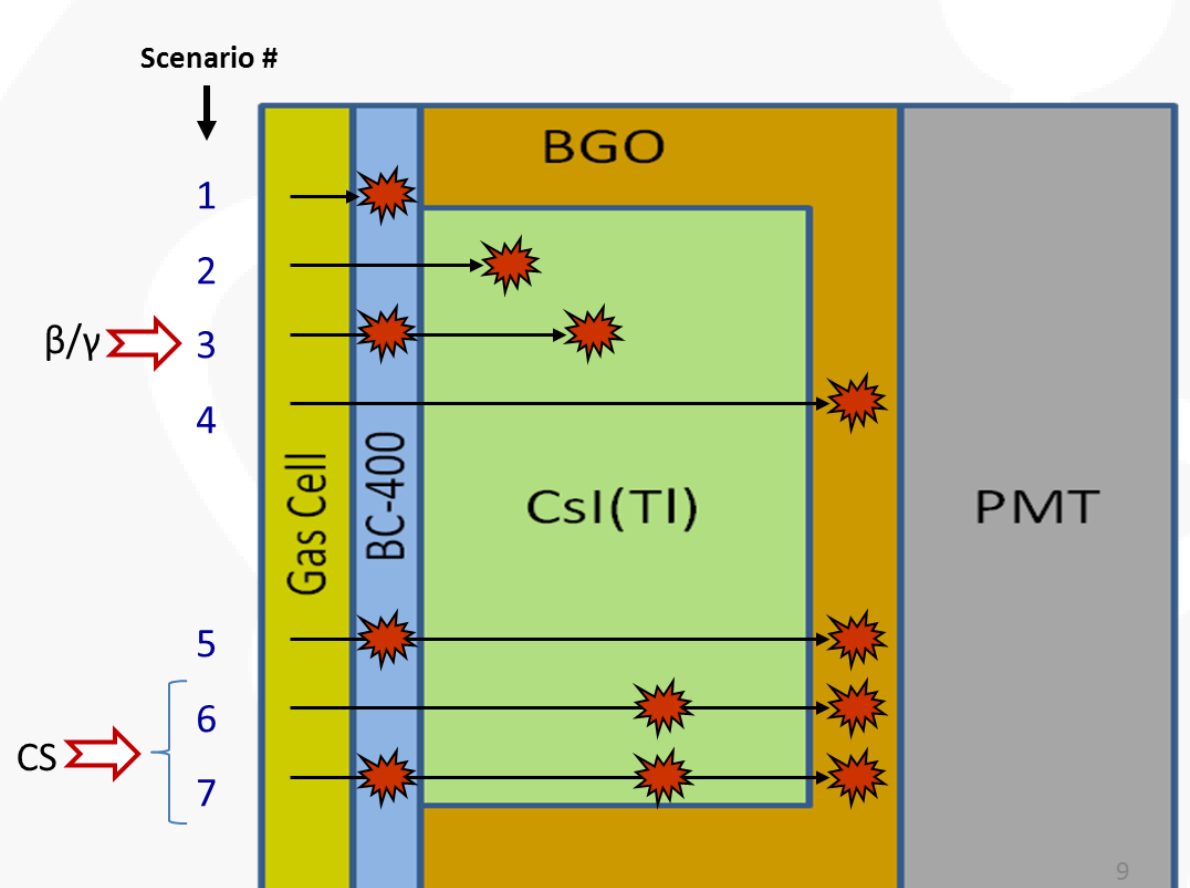 Scenario #
BGO
1
2
β/γ
3
4
Gas Cell
BC-400
CsI(Tl)
PMT
5
6
CS
7
9